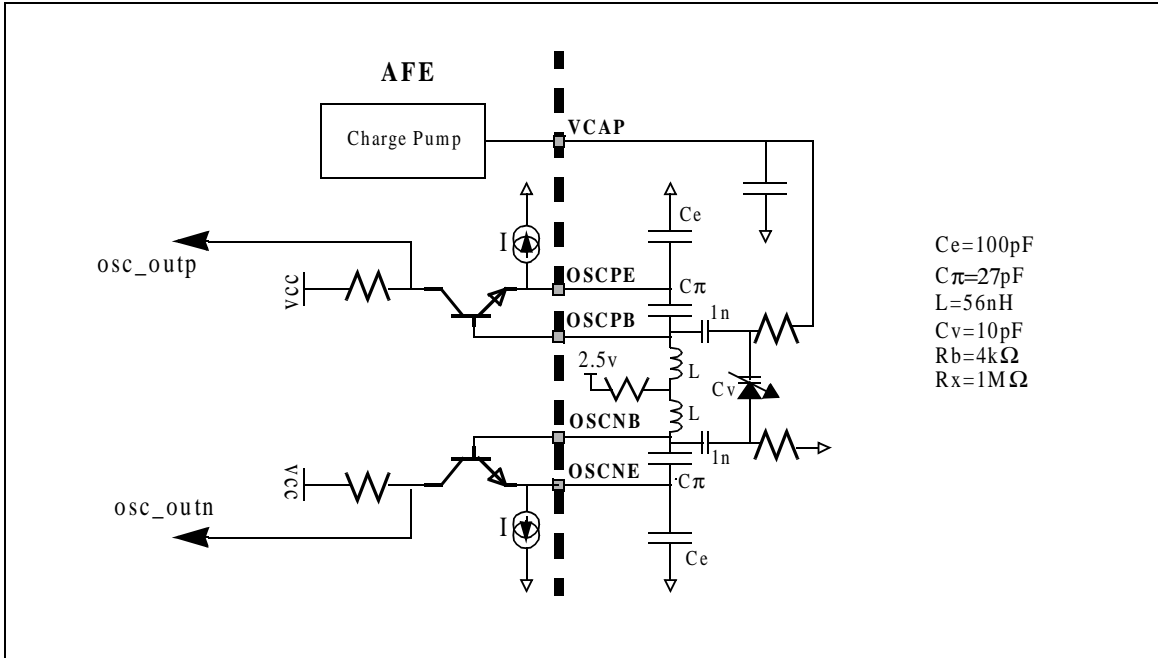 AFE
Charge Pump
VCAP
Ce
I
osc_outp
OSCPE
Cπ
vcc
1n
OSCPB
2.5v
L
Cv
L
OSCNB
1n
vcc
OSCNE
Cπ
osc_outn
I
Ce
Ce=100pF
Cπ=27pF
L=56nH
Cv=10pF
Rb=4kΩ
Rx=1MΩ